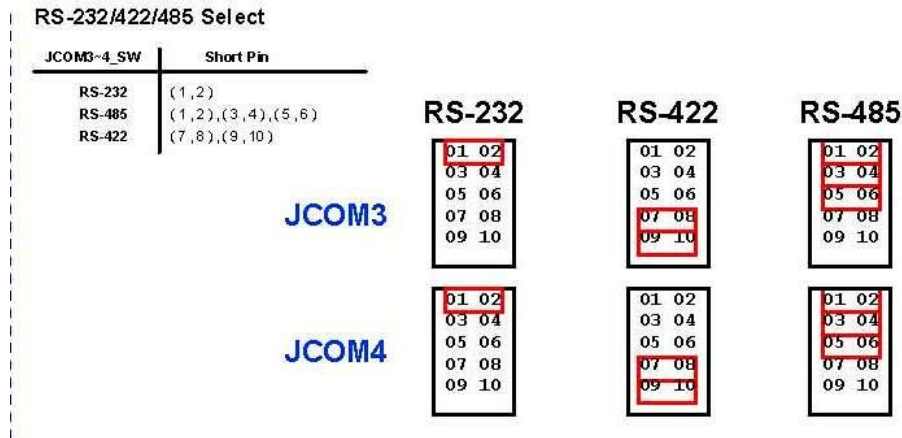 RS-232/422/485 Select
JCOM3~4_SW Short Pin
RS-232 (1,2)
RS-485 (1,2),(3,4),(5,6)
RS-422 (7,8),(9,10)
RS-232 RS-422 RS-485
JCOM3
01 02 01 02 01 02
03 04 03 04 03 04
05 06 05 06 05 06
07 08 07 08 07 08
09 10 09 10 09 10
JCOM4
01 02 01 02 01 02
03 04 03 04 03 04
05 06 05 06 05 06
07 08 07 08 07 08
09 10 09 10 09 10